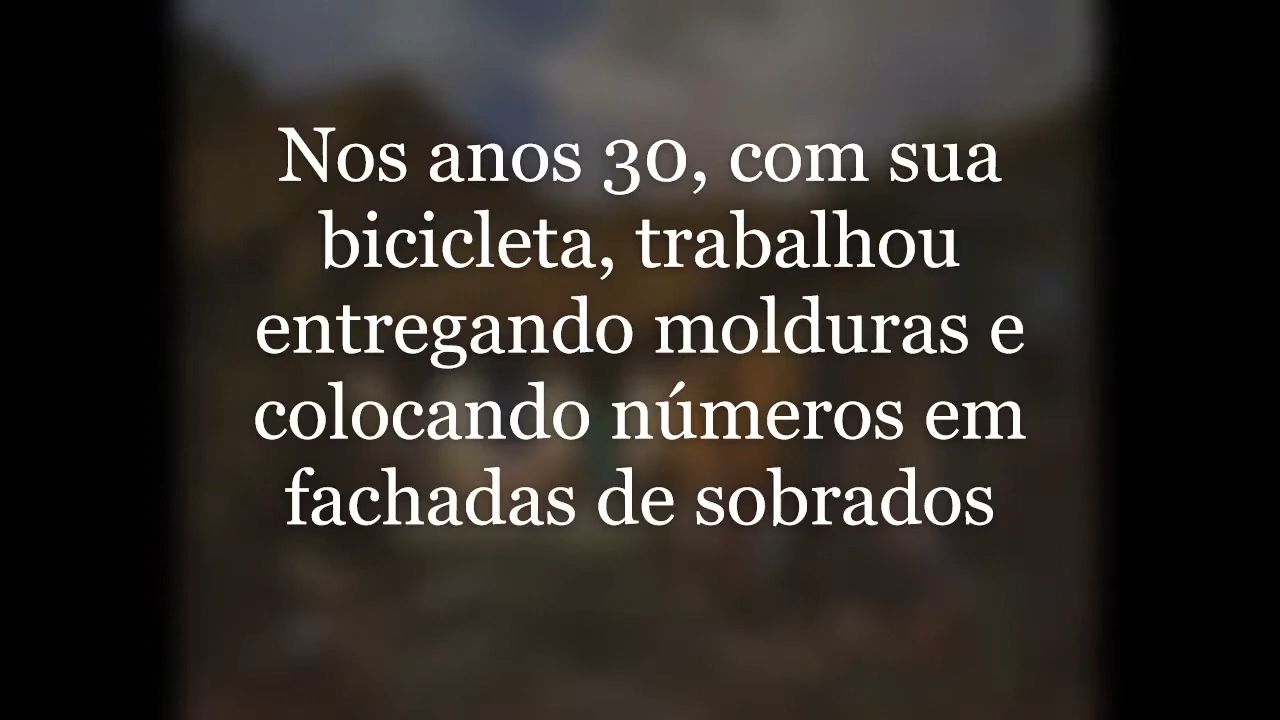 Nos anos 30, com sua
bicicleta, trabalhou
entregando molduras e
colocando números em
fachadas de sobrados